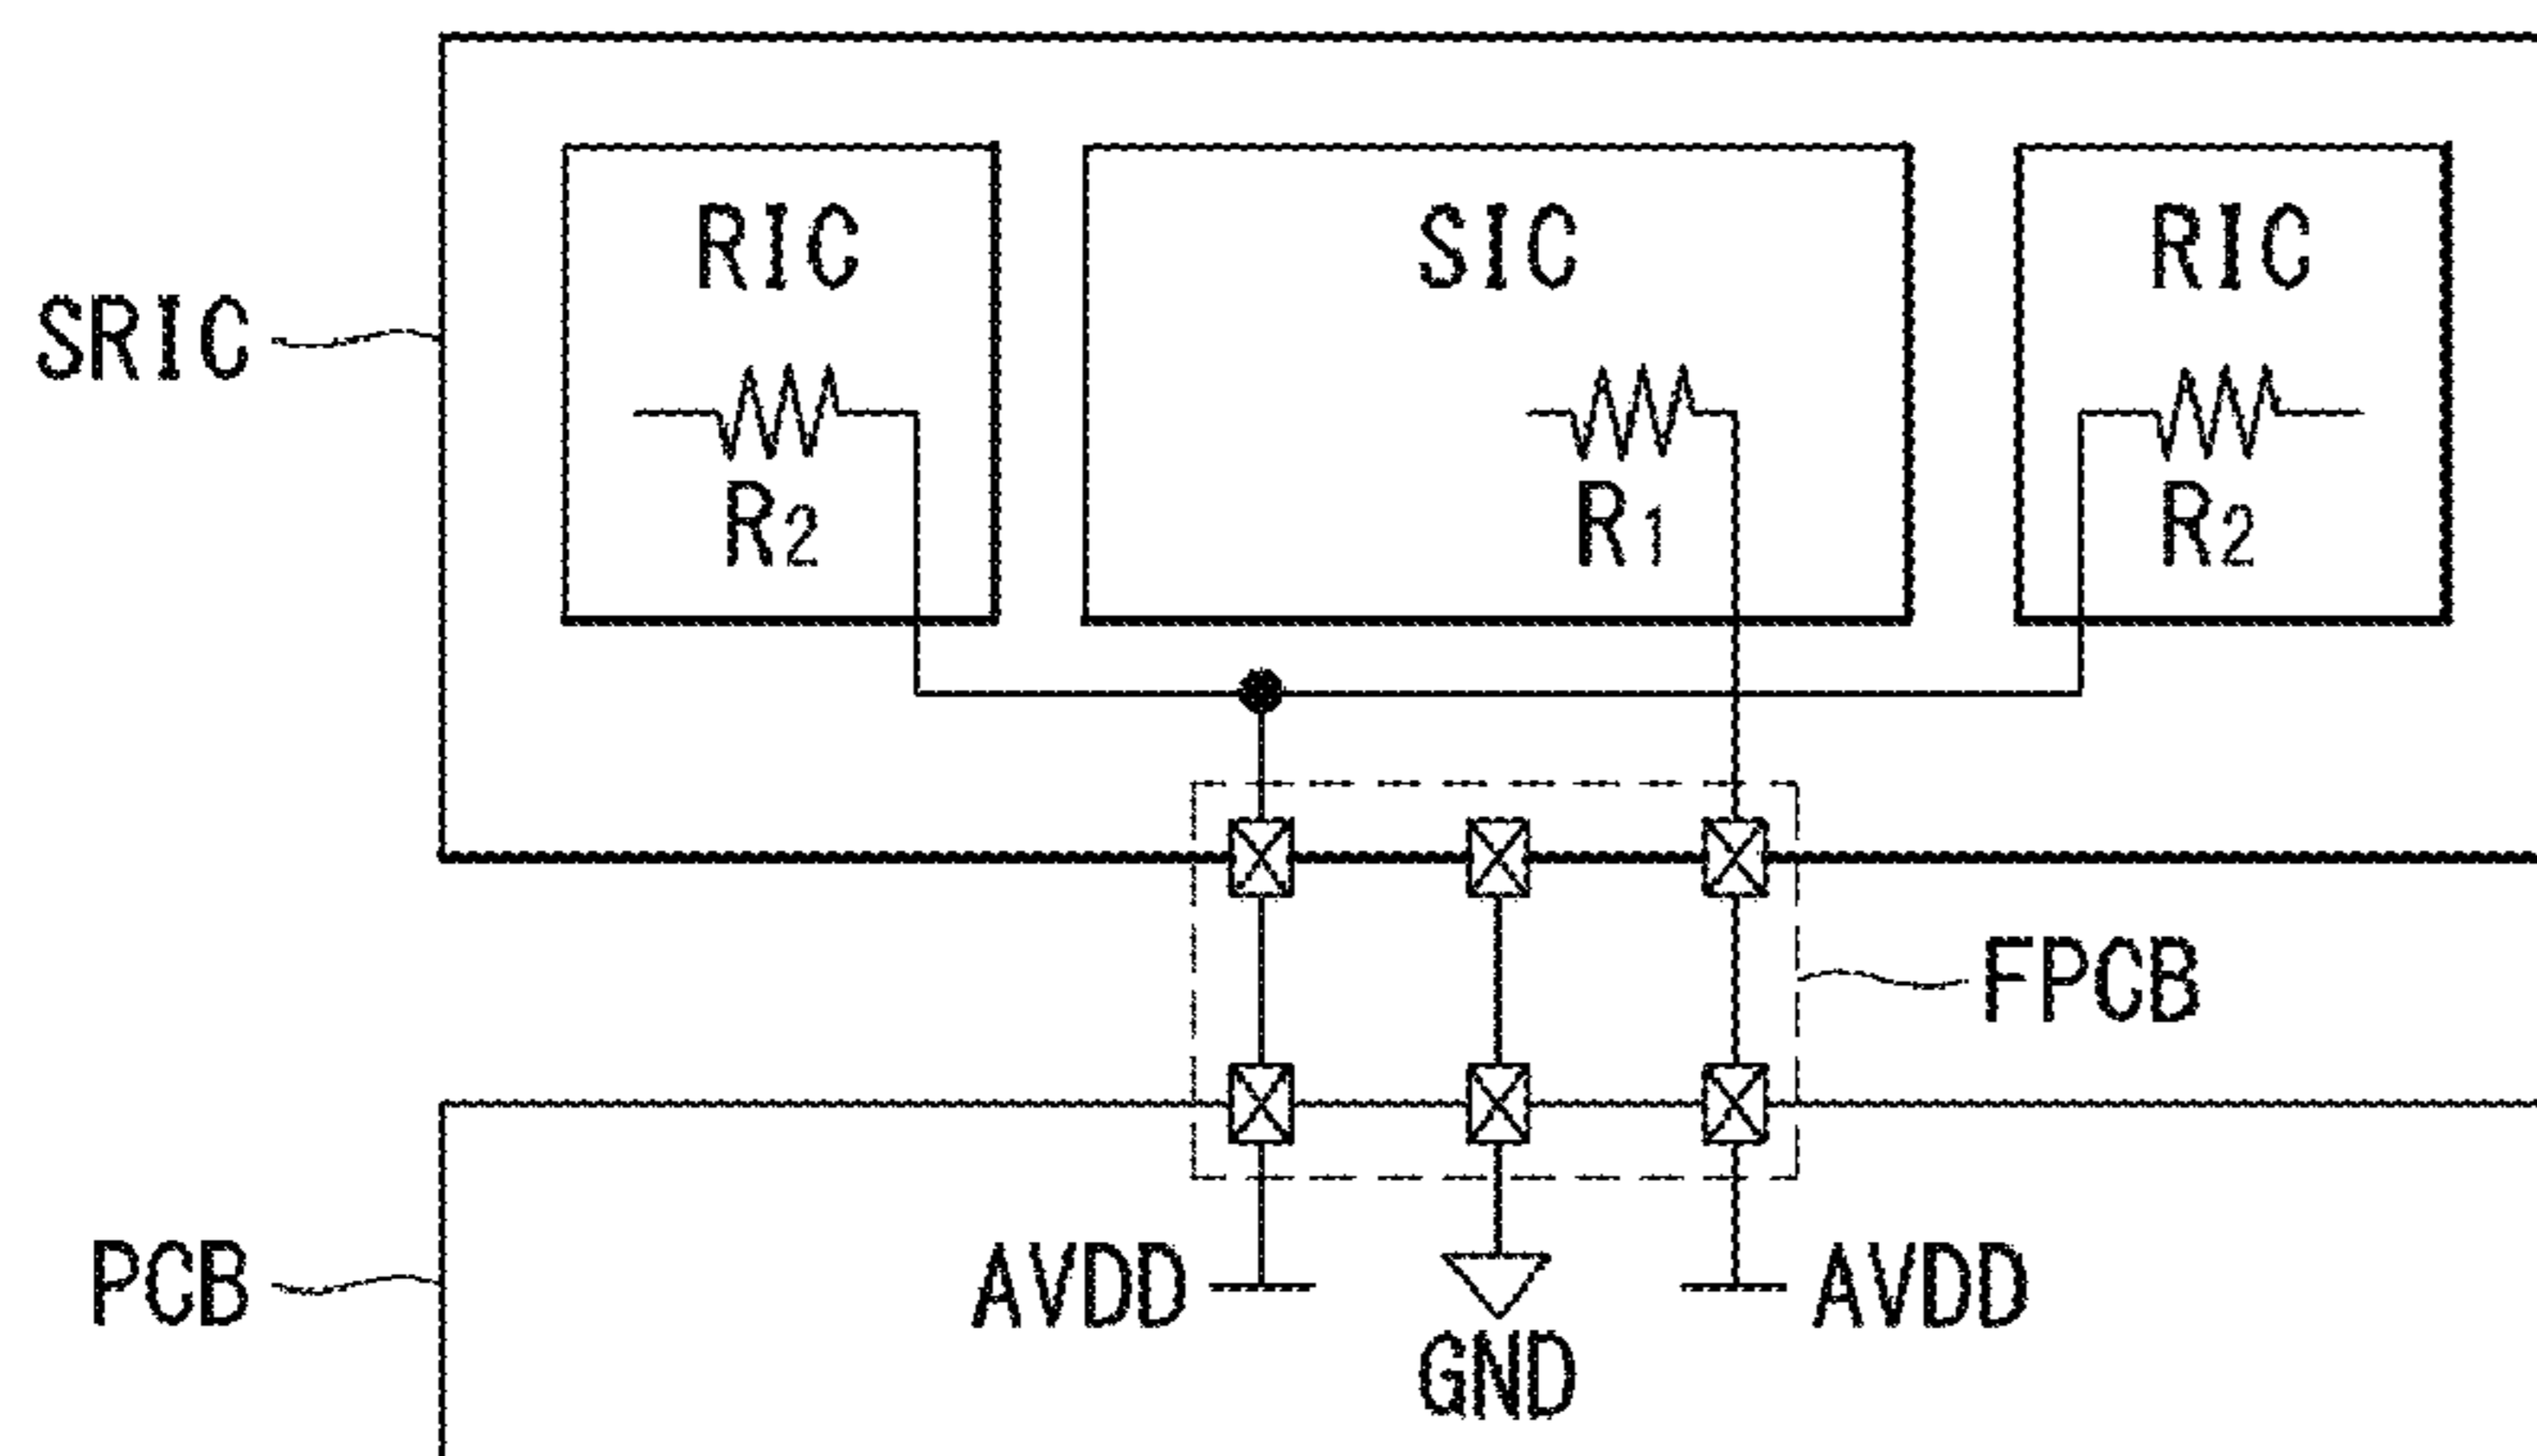 RIC SIC RIC
SRIC
R2 R1 R2
FPCB
PCB AVDD AVDD
GND